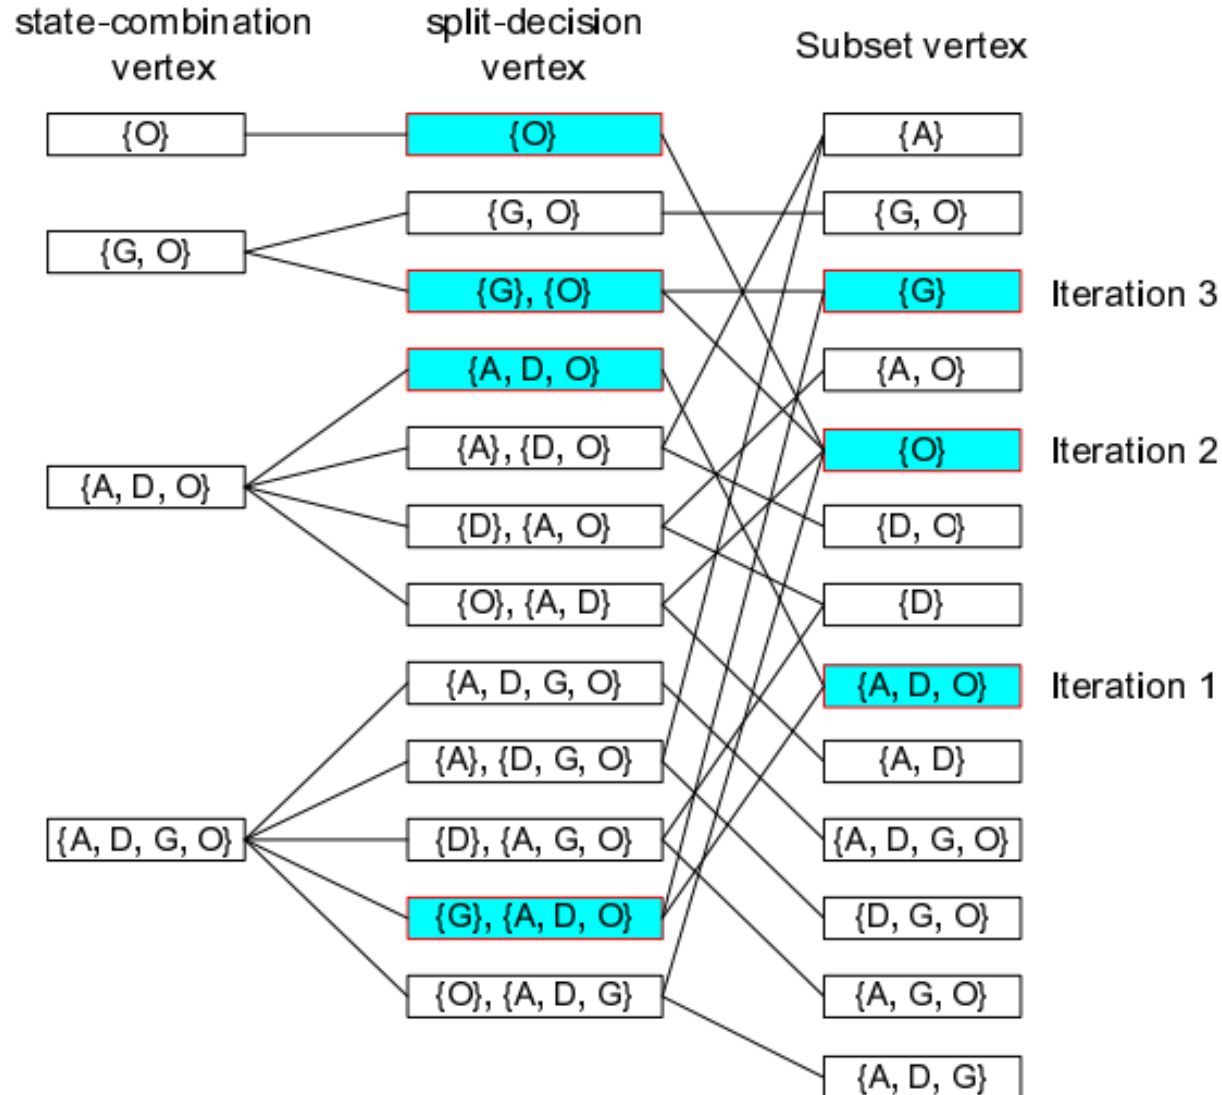 state-combination
vertex
split-decision
vertex
Subset vertex
{O}
{O}
{A}
{G, O}
{G, O}
{G, O}
{G}, {O}
{G}
Iteration 3
{A, D, O}
{A, O}
{A}, {D, O}
{O}
Iteration 2
{A, D, O}
{D}, {A, O}
{D, O}
{O}, {A, D}
{D}
{A, D, G, O}
{A, D, O}
Iteration 1
{A}, {D, G, O}
{A, D}
{A, D, G, O}
{D}, {A, G, O}
{A, D, G, O}
{G}, {A, D, O}
{D, G, O}
{O}, {A, D, G}
{A, G, O}
{A, D, G}